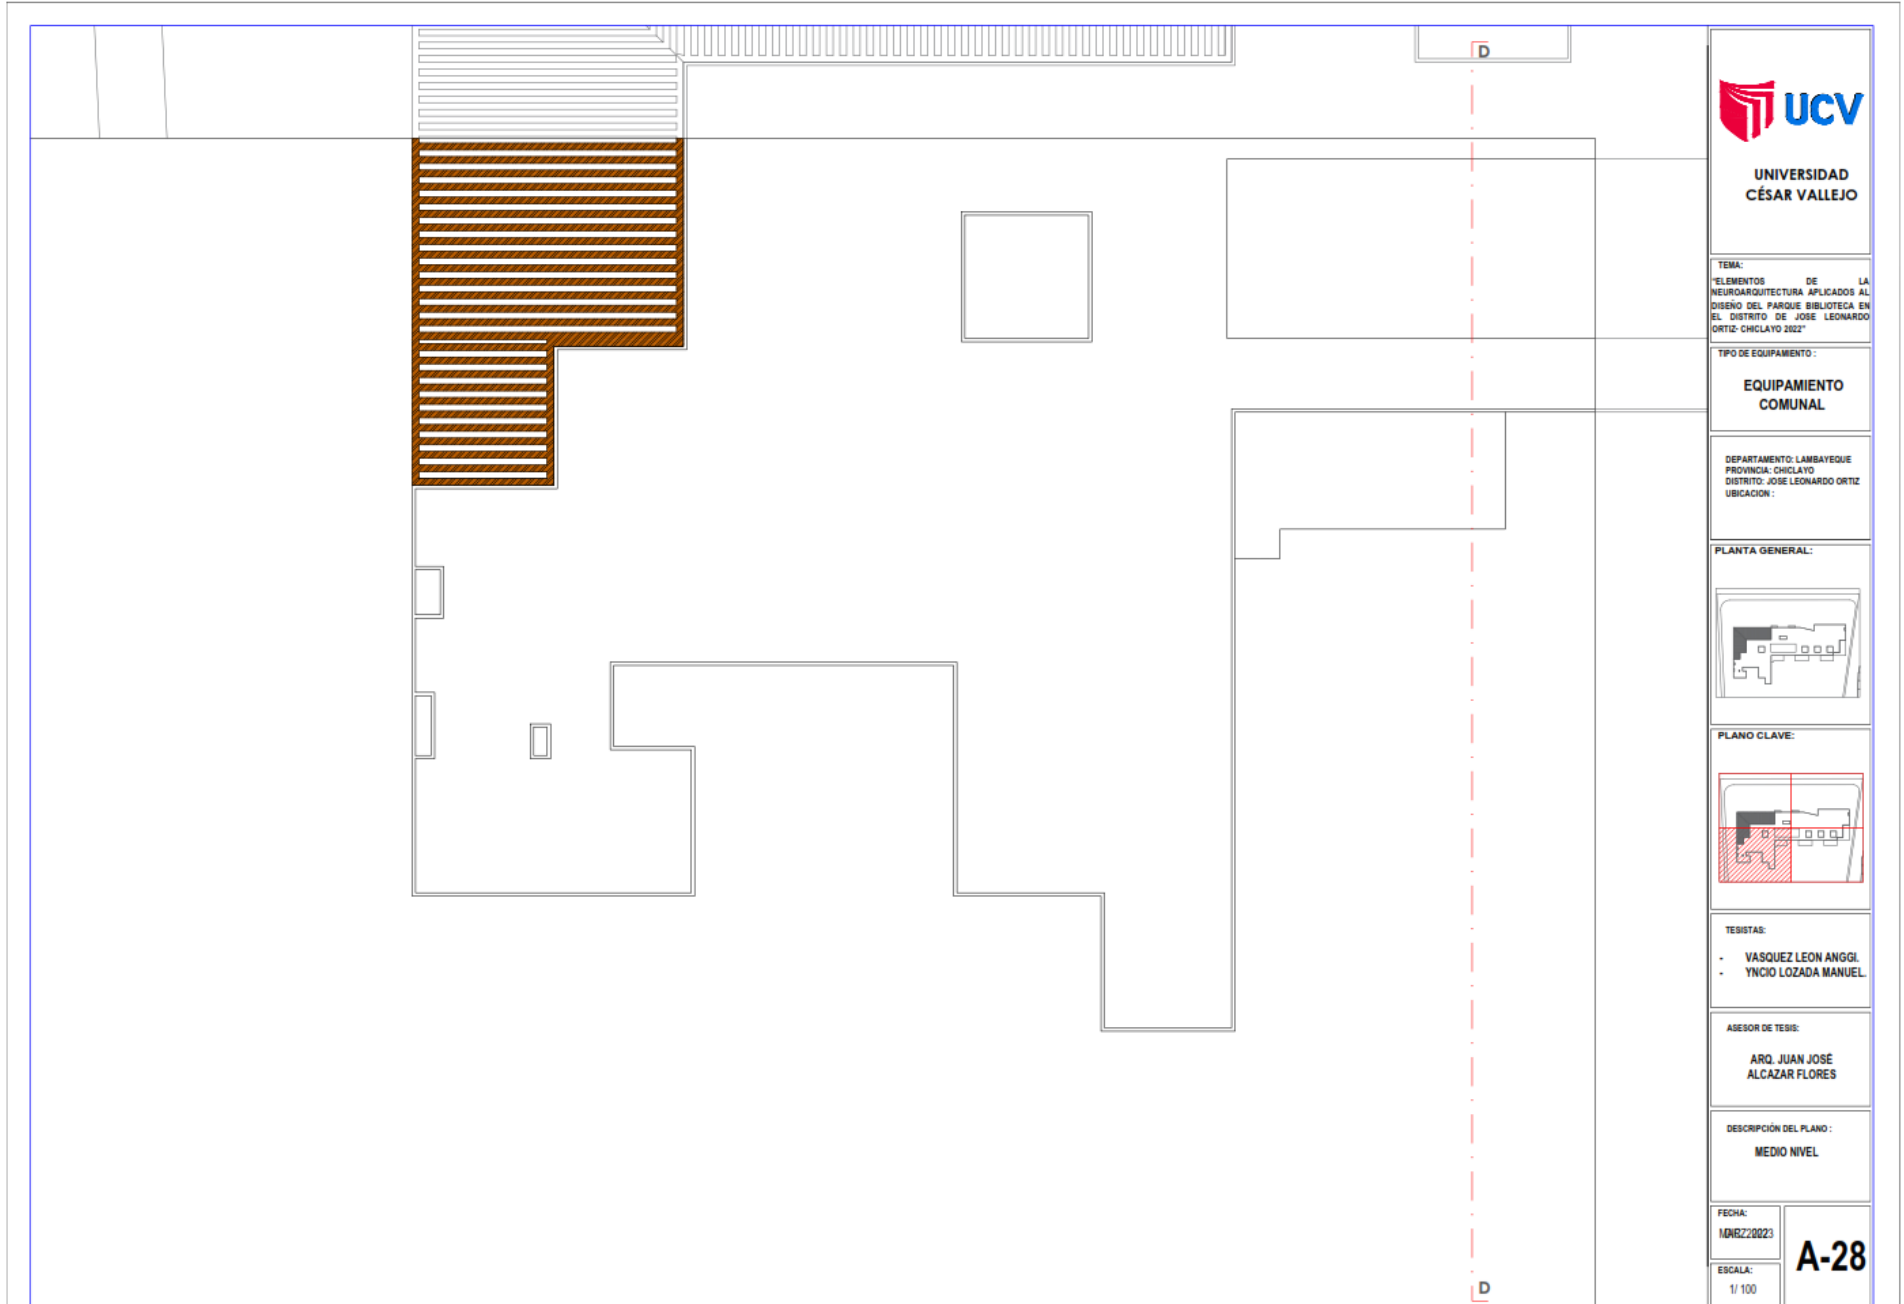 D
UCV
UNIVERSIDAD
CÉSAR VALLEJO
TEMA:
"ELEMENTOS DE LA
NEUROARQUITECTURA APLICADOS AL
DISEÑO DEL PARQUE BIBLIOTECA EN
EL DISTRITO DE JOSE LEONARDO
ORTIZ- CHICLAYO 2022"
TIPO DE EQUIPAMIENTO :
EQUIPAMIENTO
COMUNAL
DEPARTAMENTO: LAMBAYEQUE
PROVINCIA: CHICLAYO
DISTRITO: JOSE LEONARDO ORTIZ
UBICACION :
PLANTA GENERAL:
PLANO CLAVE:
TESISTAS:
- VASQUEZ LEON ANGGI.
- YNCIO LOZADA MANUEL.
ASESOR DE TESIS:
ARQ. JUAN JOSÉ
ALCAZAR FLORES
DESCRIPCIÓN DEL PLANO :
MEDIO NIVEL
FECHA:
A-28
ESCALA:
1/ 100
D